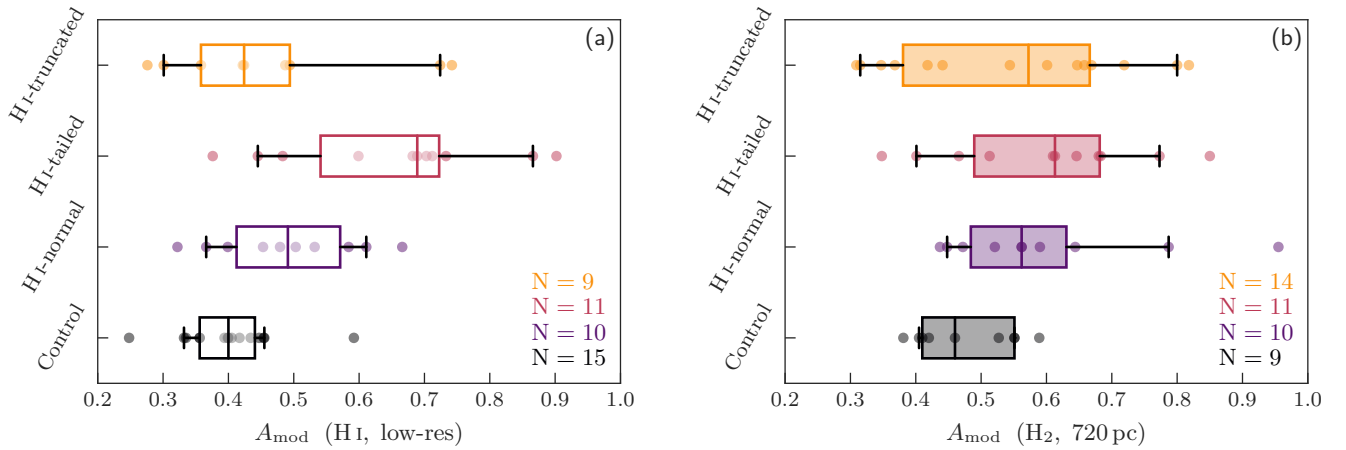 (a)
H I-truncated
H I-tailed
H I-normal
Control
N = 9
N = 11
N = 10
N = 15
0.2 0.3 0.4 0.5 0.6 0.7 0.8 0.9 1.0
A_mod (H I, low-res)
(b)
H I-truncated
H I-tailed
H I-normal
Control
N = 14
N = 11
N = 10
N = 9
0.2 0.3 0.4 0.5 0.6 0.7 0.8 0.9 1.0
A_mod (H₂, 720 pc)